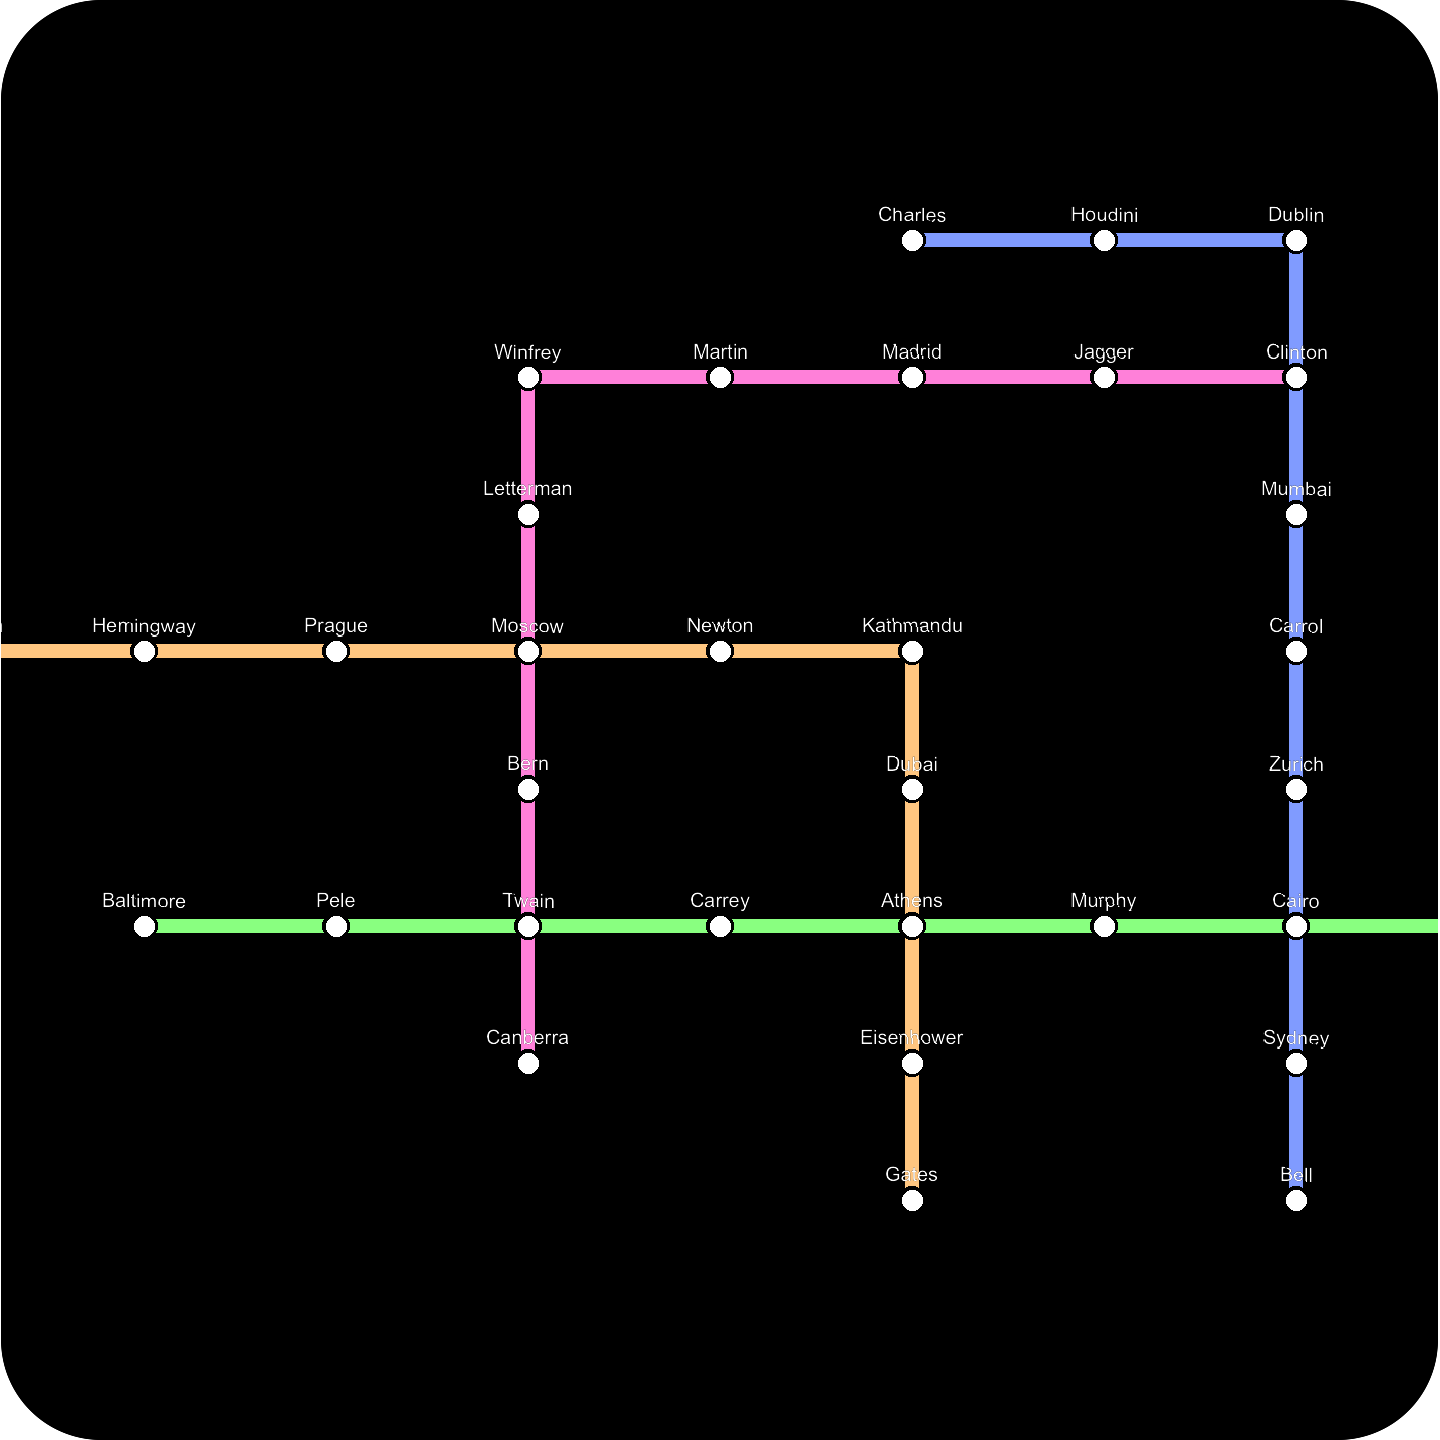 Charles Houdini Dublin
Winfrey Martin Madrid Jagger Clinton
Letterman Mumbai
Hemingway Prague Moscow Newton Kathmandu Carrol
Bern Dubai Zurich
Baltimore Pele Twain Carrey Athens Murphy Cairo
Canberra Eisenhower Sydney
Gates Bell